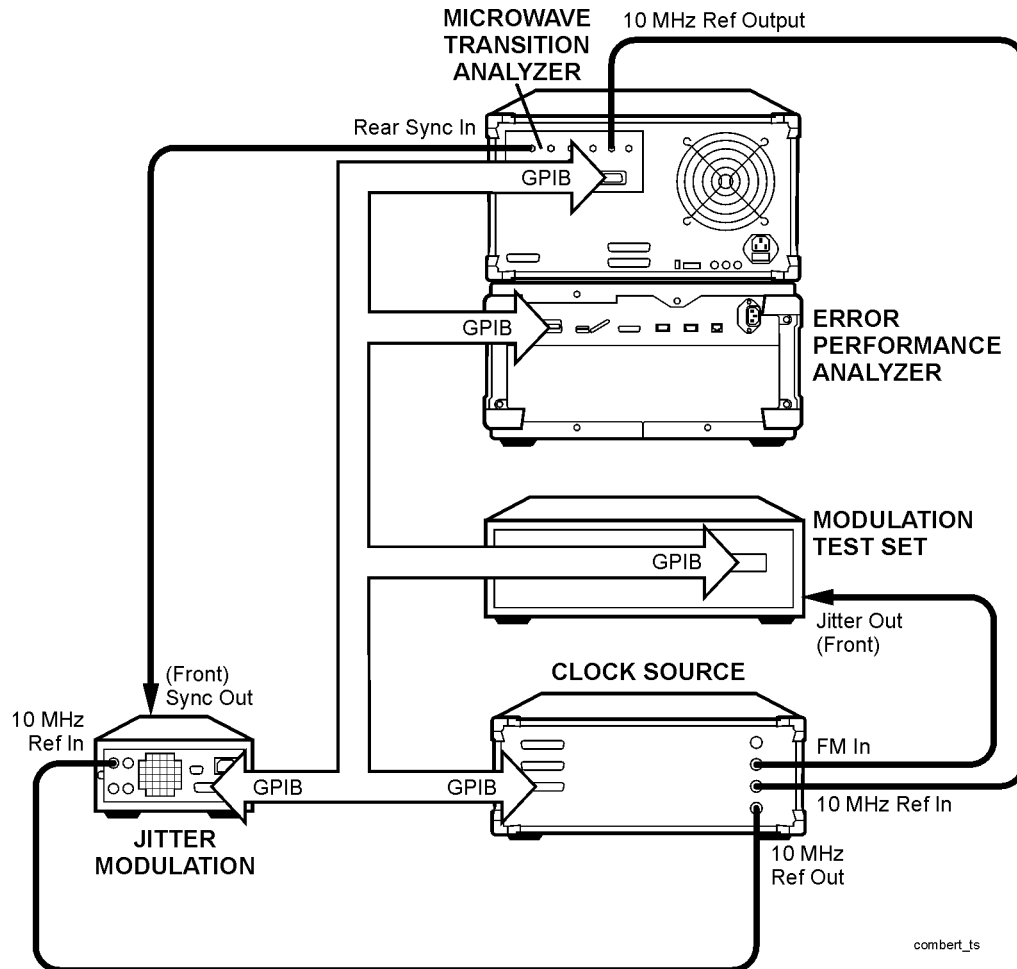 MICROWAVE
TRANSITION
ANALYZER
10 MHz Ref Output
Rear Sync In
GPIB
GPIB
ERROR
PERFORMANCE
ANALYZER
MODULATION
TEST SET
GPIB
Jitter Out
(Front)
(Front)
Sync Out
CLOCK SOURCE
10 MHz
Ref In
FM In
GPIB
GPIB
10 MHz Ref In
JITTER
MODULATION
10 MHz
Ref Out
combert_ts